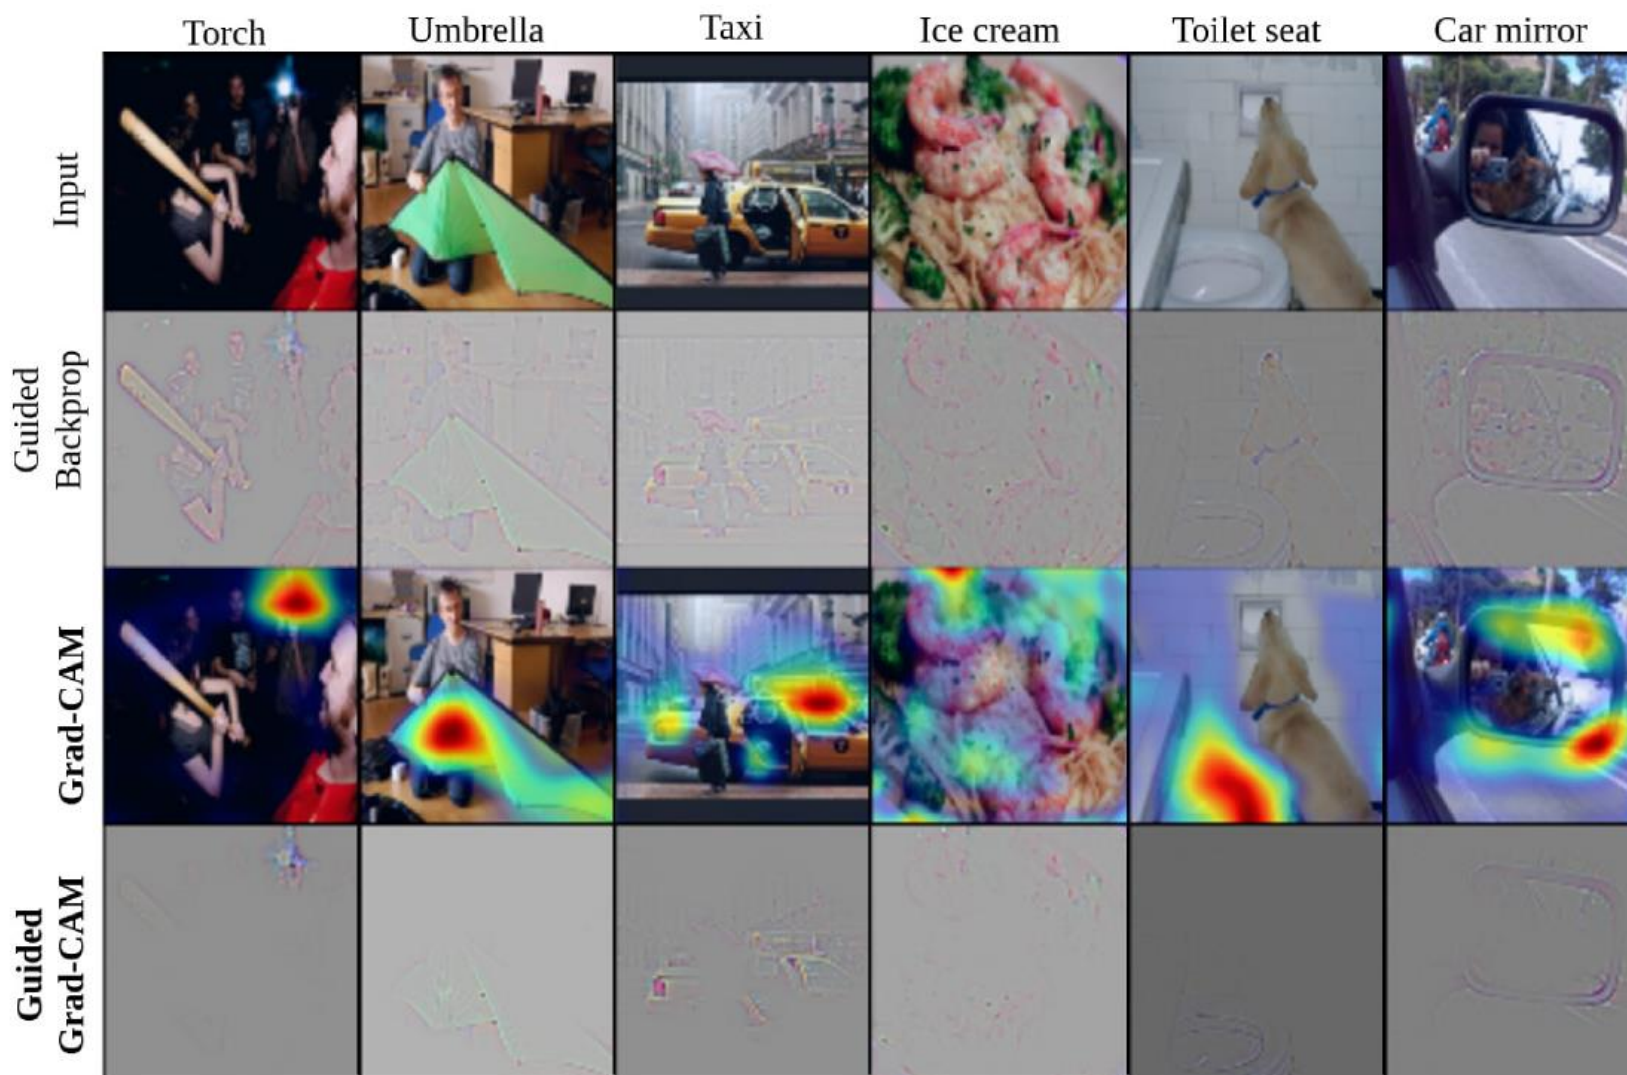 Torch Umbrella Taxi Ice cream Toilet seat Car mirror
Input
Guided
Backprop
Grad-CAM
Guided
Grad-CAM